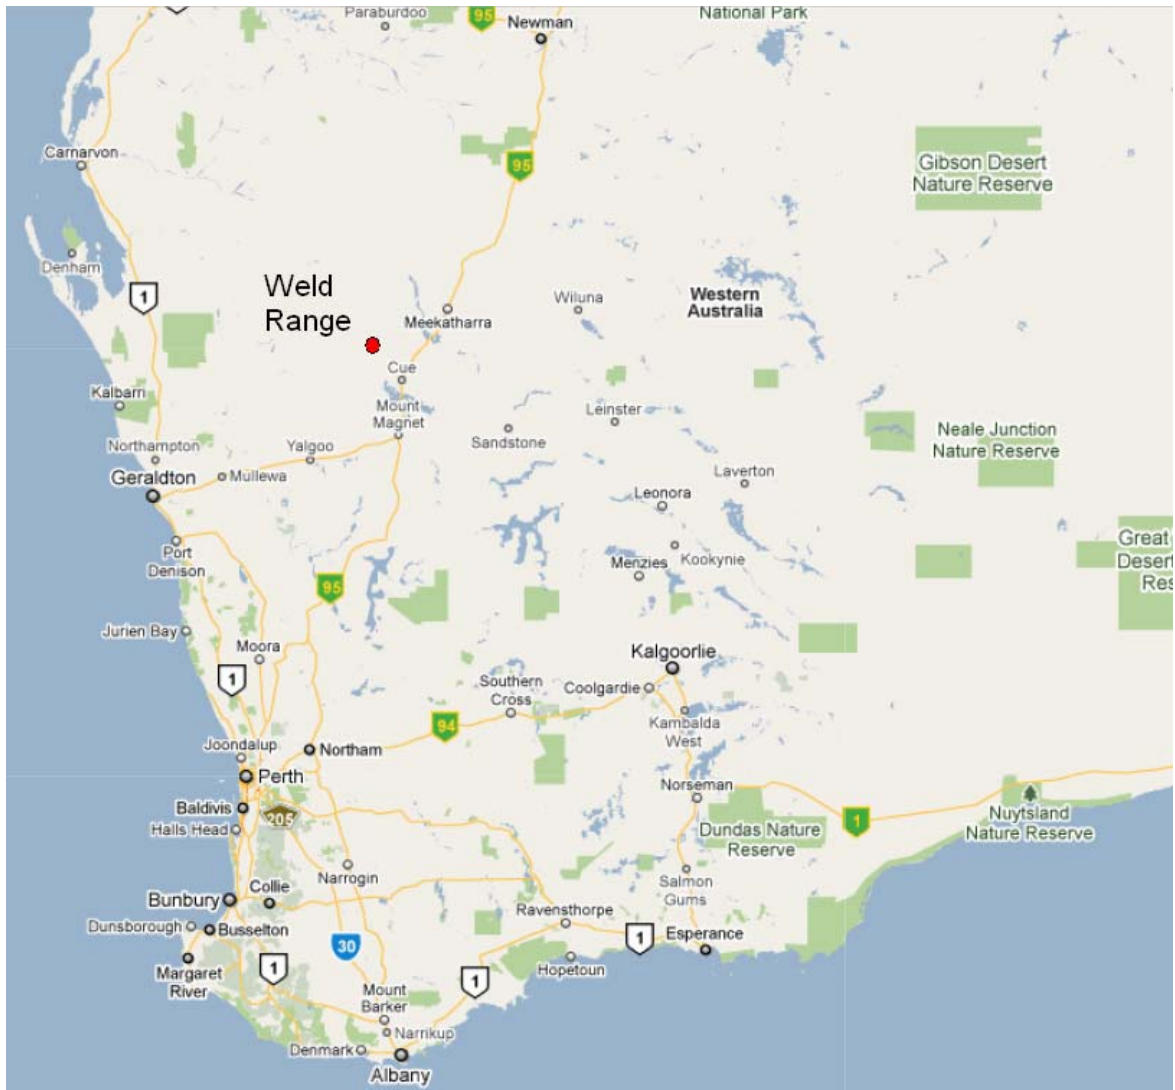 Paraburdoo
95
Newman
National Park
Carnarvon
95
Gibson Desert
Nature Reserve
Denham
1
Weld
Range
Meekatharra
Wiluna
Western
Australia
Cue
Kalbarri
Mount
Magnet
Leinster
Sandstone
Neale Junction
Nature Reserve
Northampton
Yalgoo
Geraldton
Mullewa
Laverton
Leonora
Port
Denison
Menzies
Kookynie
Great
Desert
Res
95
Jurien Bay
Moora
1
Kalgoorlie
Southern
Cross
Coolgardie
Kambalda
West
94
Joondalup
Northam
Perth
Norseman
Baldivis
205
Halls Head
Dundas Nature
Reserve
1
Nuytsland
Nature Reserve
Narrogin
Bunbury
Collie
Salmon
Gums
Dunsborough
Busselton
30
Ravensthorpe
1
Esperance
Margaret
River
1
Hopetoun
1
Mount
Barker
Narrikup
Denmark
Albany